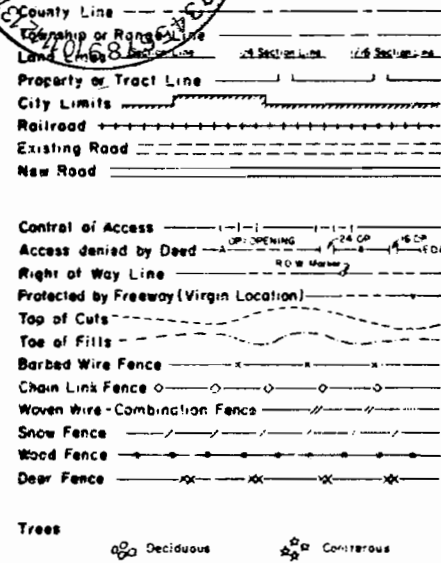 County Line
Township or Range Line
Land Lines Section Line 1/4 Section Line 1/16 Section Line
Property or Tract Line
City Limits
Railroad
Existing Road
New Road
Control of Access
Access denied by Deed A OP:OPENING 24 OP A 16 OP
Right of Way Line R.O.W. Marker
Protected by Freeway (Virgin Location)
Top of Cuts
Toe of Fills
Barbed Wire Fence
Chain Link Fence
Woven Wire-Combination Fence
Snow Fence
Wood Fence
Deer Fence
Trees
Deciduous Coniferous